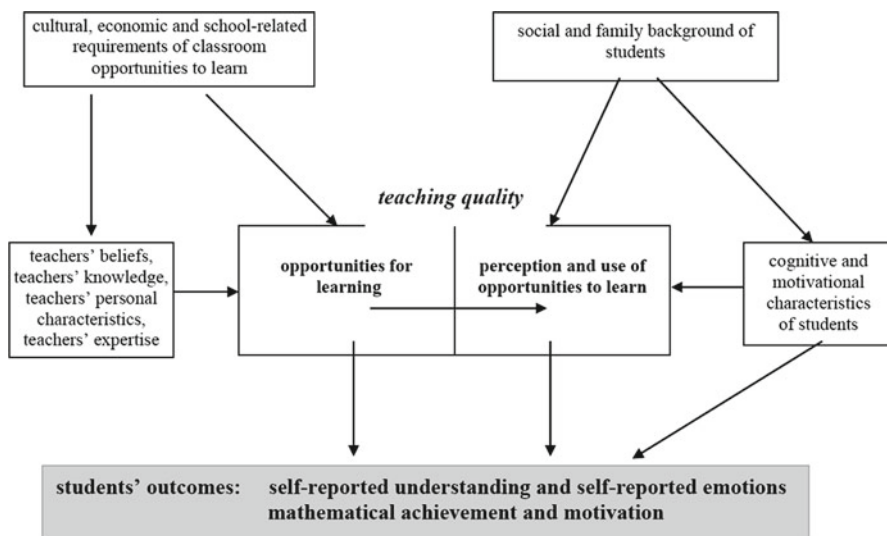 cultural, economic and school-related
requirements of classroom
opportunities to learn
social and family background of
students
teaching quality
teachers’ beliefs,
teachers’ knowledge,
teachers’ personal
characteristics,
teachers’ expertise
opportunities for
learning
perception and use of
opportunities to learn
cognitive and
motivational
characteristics
of students
students’ outcomes: self-reported understanding and self-reported emotions
mathematical achievement and motivation